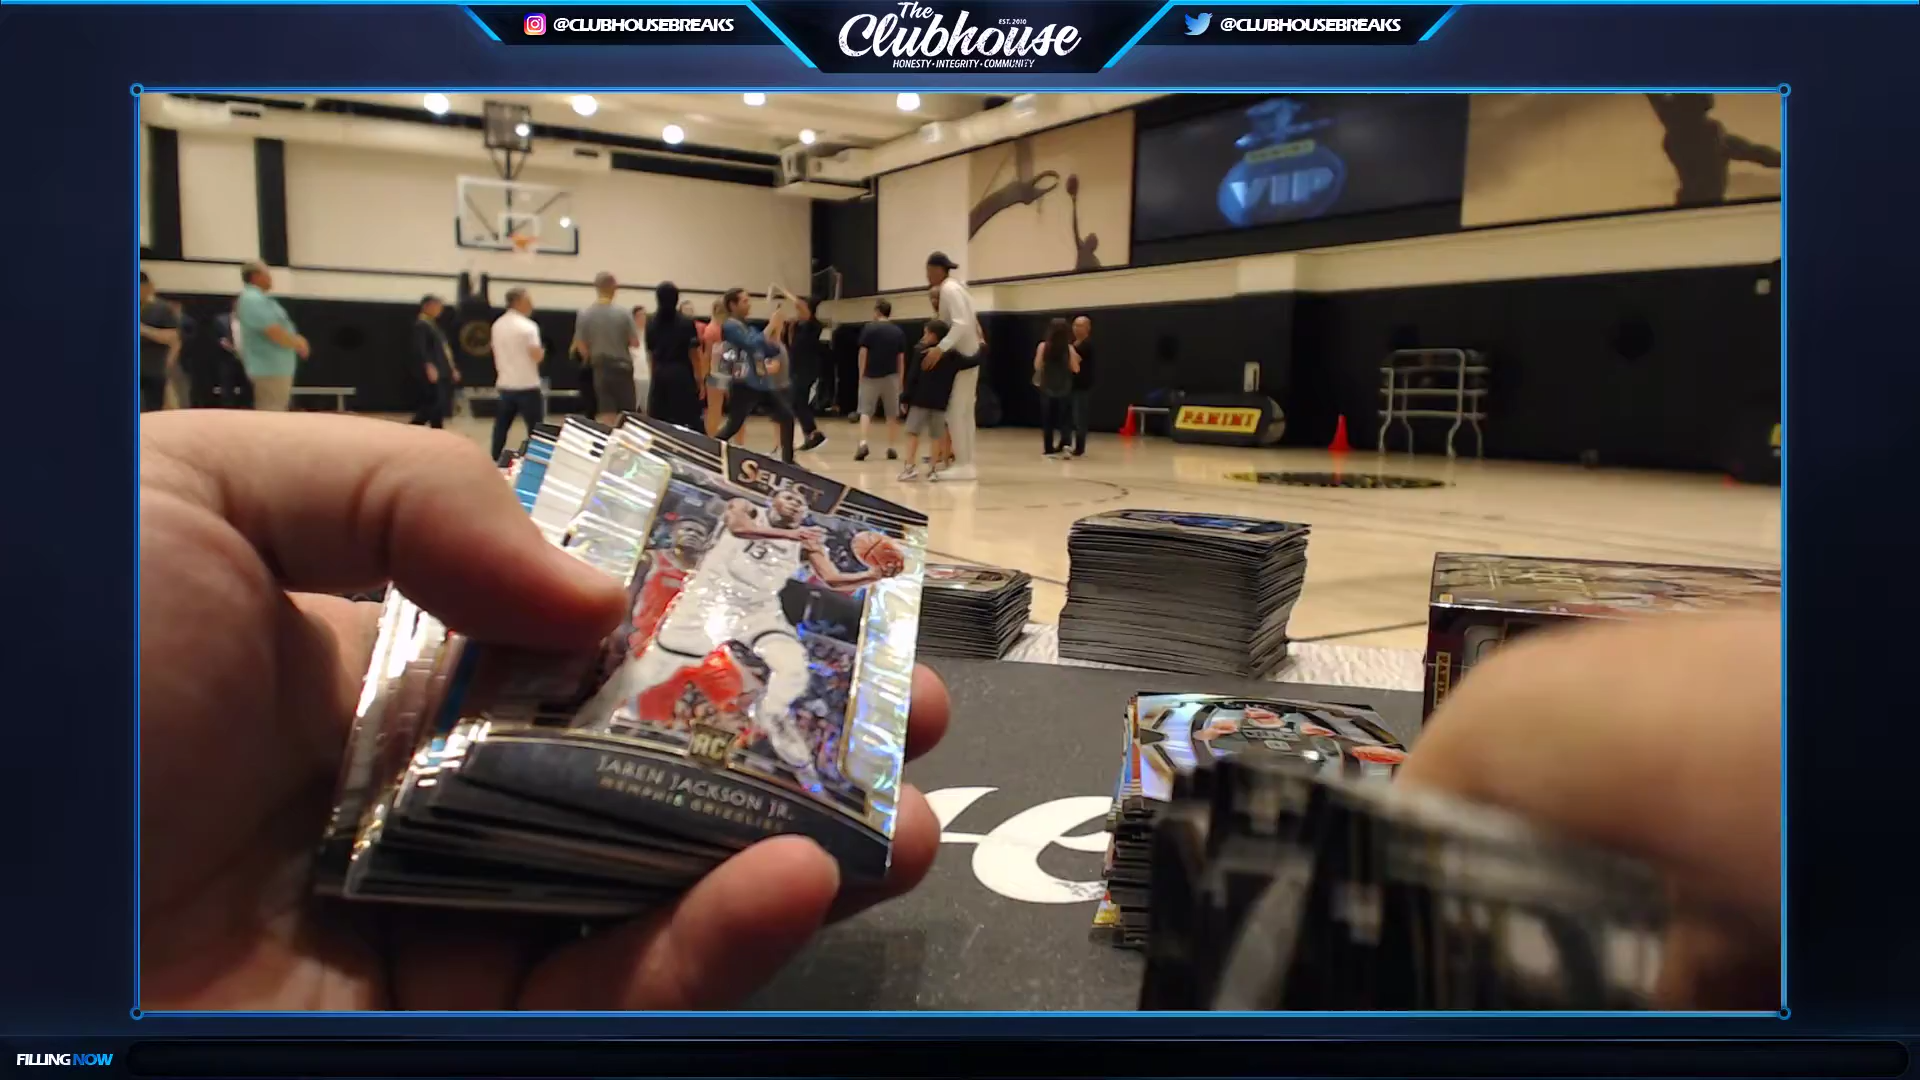 @CLUBHOUSEBREAKS
The
EST. 2010
Clubhouse
HONESTY • INTEGRITY • COMMUNITY
@CLUBHOUSEBREAKS
PANINI
VIP
PANINI
SELECT
13
RC
JAREN JACKSON JR.
MEMPHIS GRIZZLIES
FILLING NOW